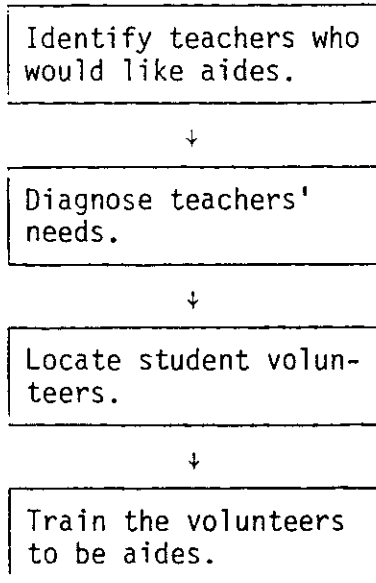 Identify teachers who
would like aides.
↓
Diagnose teachers'
needs.
↓
Locate student volun-
teers.
↓
Train the volunteers
to be aides.